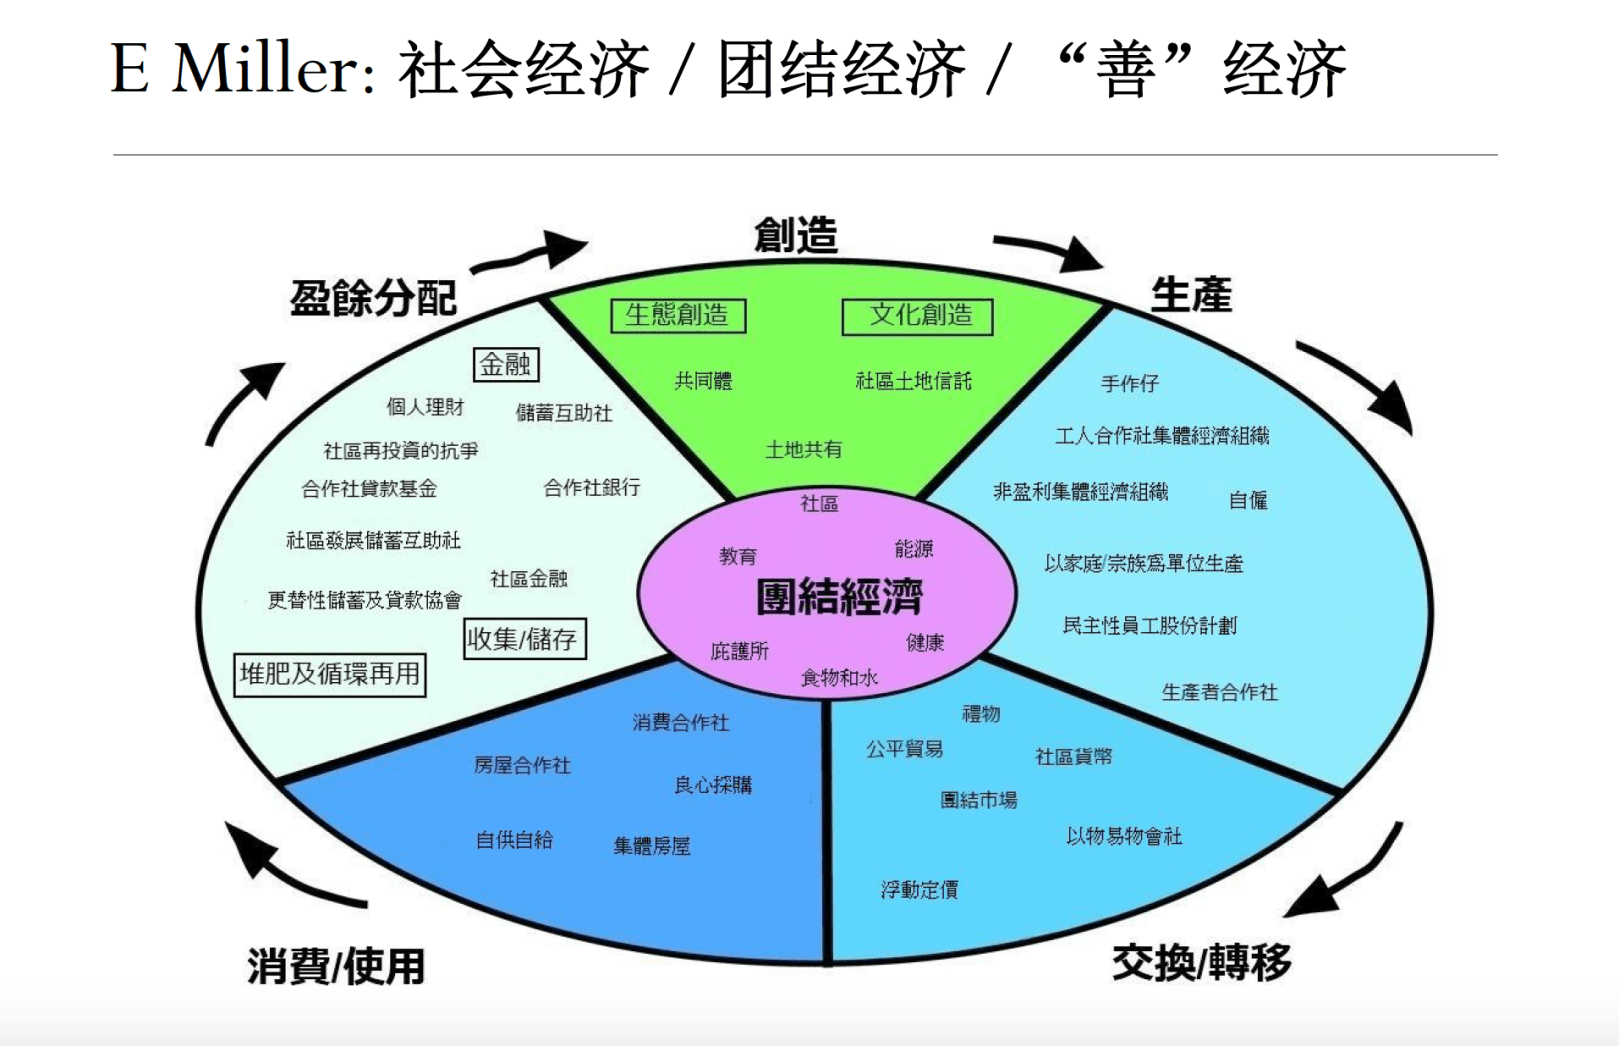 E Miller: 社会经济 / 团结经济 / “善”经济
創造
盈餘分配
生產
生態創造
文化創造
共同體
社區土地信託
土地共有
金融
個人理財
儲蓄互助社
社區再投資的抗爭
合作社貸款基金
合作社銀行
社區發展儲蓄互助社
社區金融
更替性儲蓄及貸款協會
收集/儲存
堆肥及循環再用
手作仔
工人合作社集體經濟組織
非盈利集體經濟組織
自僱
以家庭/宗族為單位生產
民主性員工股份計劃
生產者合作社
社區
教育
能源
團結經濟
庇護所
健康
食物和水
消費合作社
房屋合作社
良心採購
自供自給
集體房屋
禮物
公平貿易
社區貨幣
團結市場
以物易物會社
浮動定價
消費/使用
交換/轉移